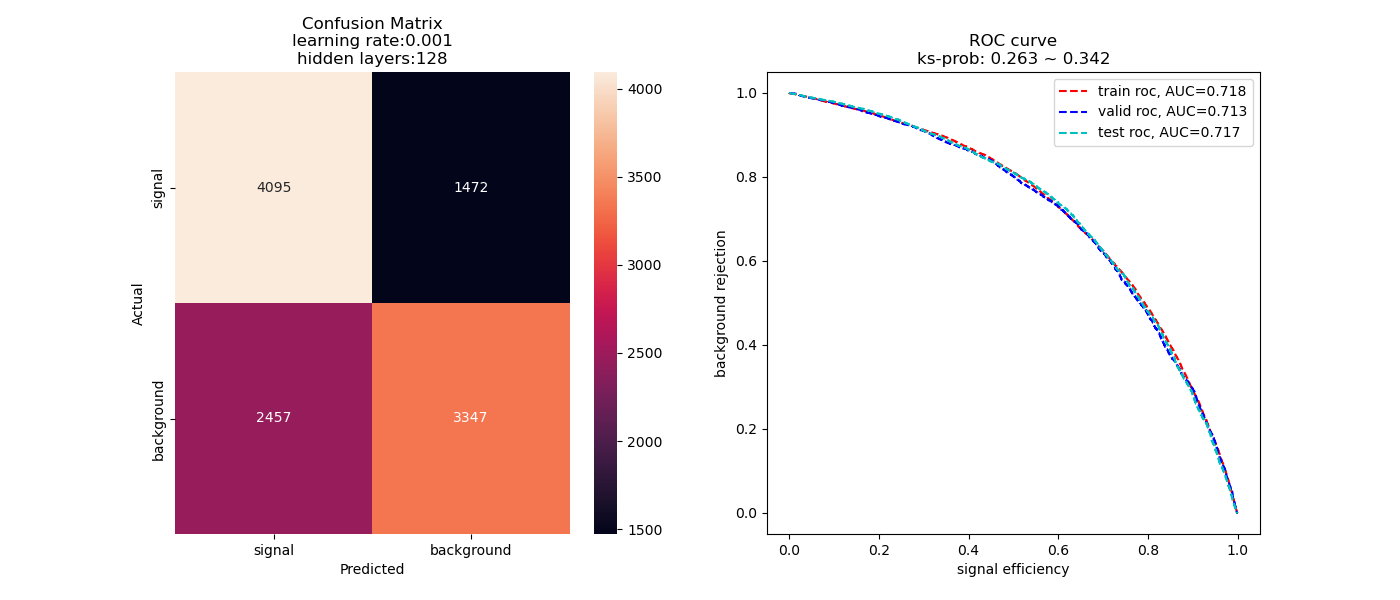 Confusion Matrix
learning rate:0.001
hidden layers:128
signal
background
Actual
4095
1472
2457
3347
signal
background
Predicted
4000
3500
3000
2500
2000
1500
ROC curve
ks-prob: 0.263 ~ 0.342
train roc, AUC=0.718
valid roc, AUC=0.713
test roc, AUC=0.717
background rejection
1.0
0.8
0.6
0.4
0.2
0.0
0.0
0.2
0.4
0.6
0.8
1.0
signal efficiency